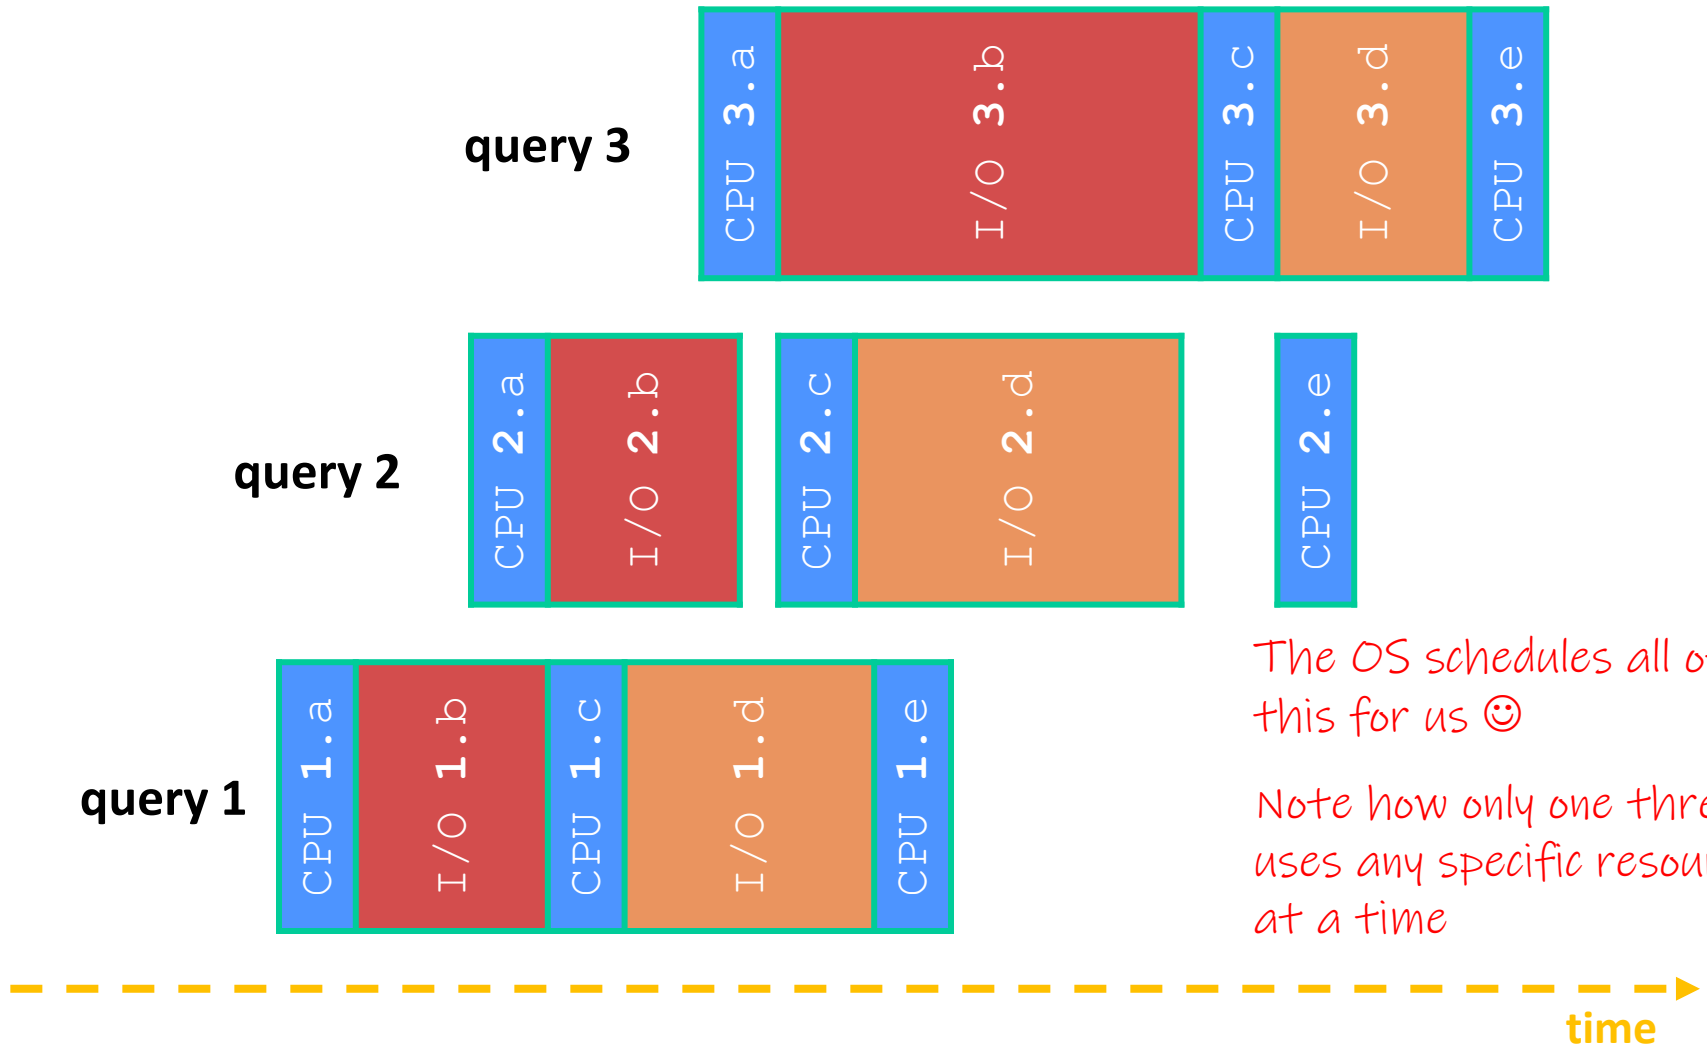 query 3
CPU 3.a
I/O 3.b
CPU 3.c
I/O 3.d
CPU 3.e
query 2
CPU 2.a
I/O 2.b
CPU 2.c
I/O 2.d
CPU 2.e
query 1
CPU 1.a
I/O 1.b
CPU 1.c
I/O 1.d
CPU 1.e
The OS schedules all
this for us ☺
Note how only one
uses any specific
at a time
time